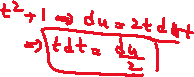 t²+1 ⇒ du = 2t dt
⇒ t dt = du/2